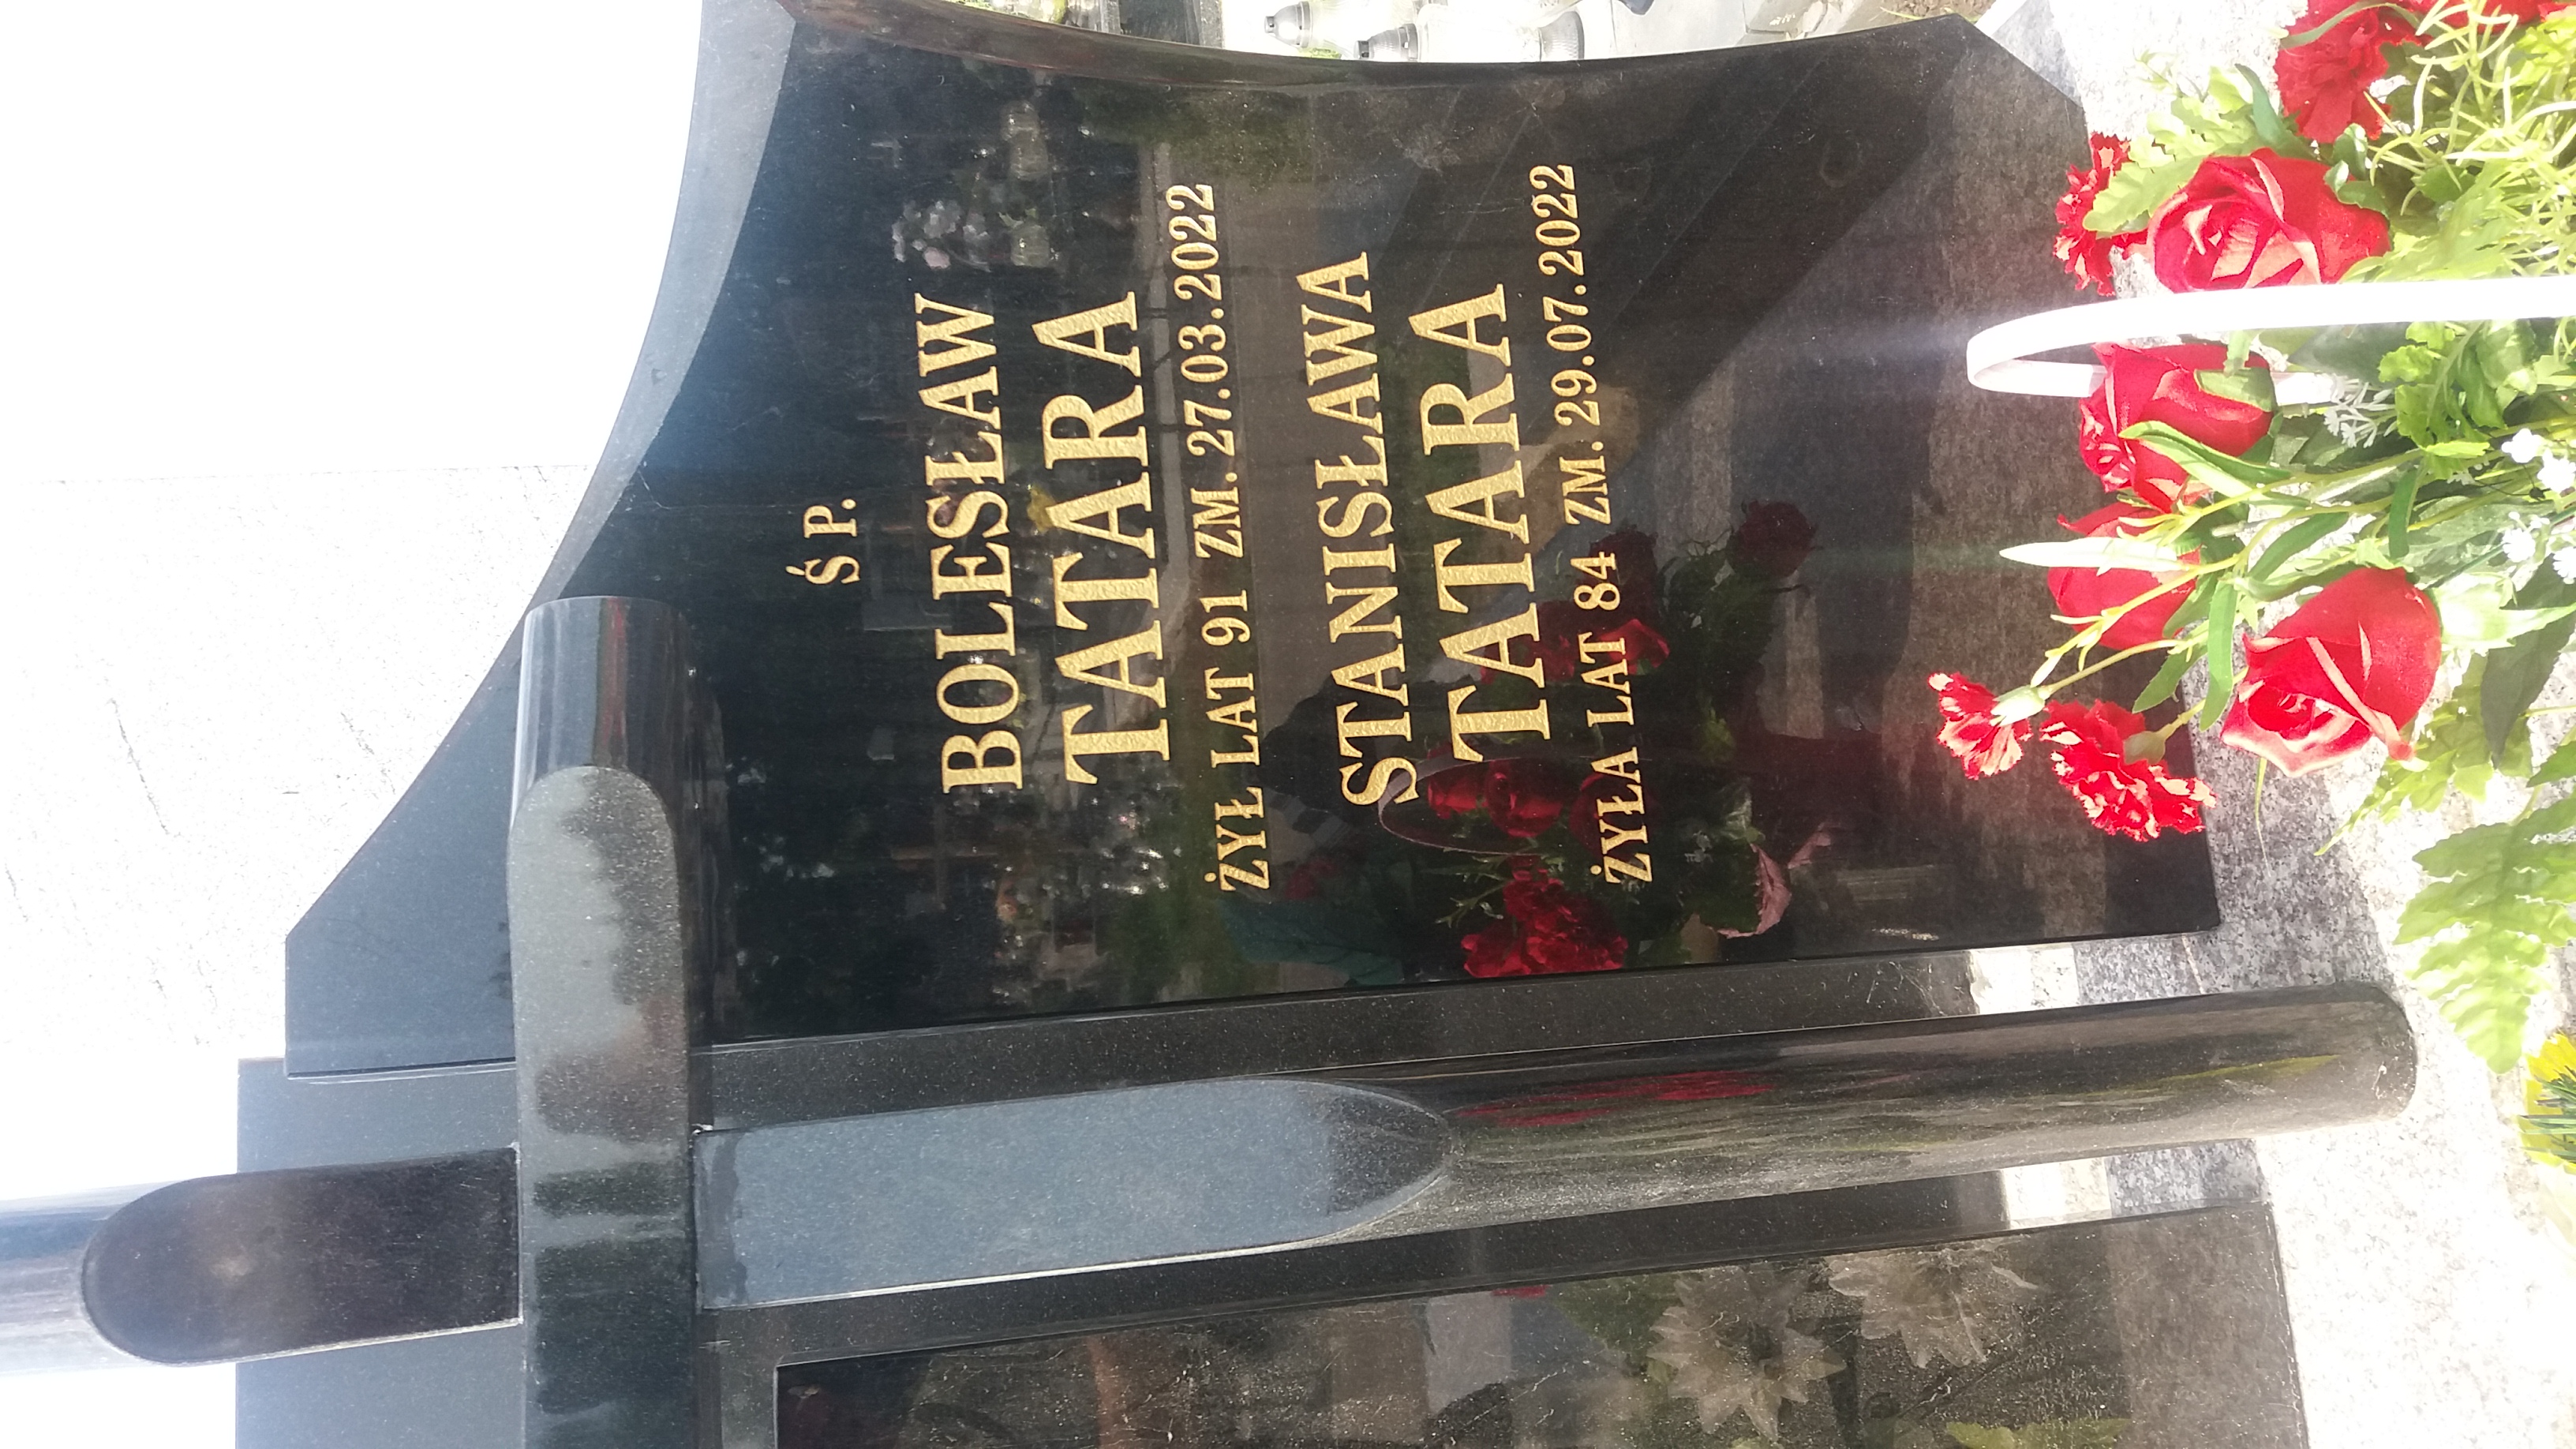 Ś P.
BOLESŁAW
TATARA
ŻYŁ LAT 91 ZM. 27.03.2022
STANISŁAWA
TATARA
ŻYŁA LAT 84 ZM. 29.07.2022